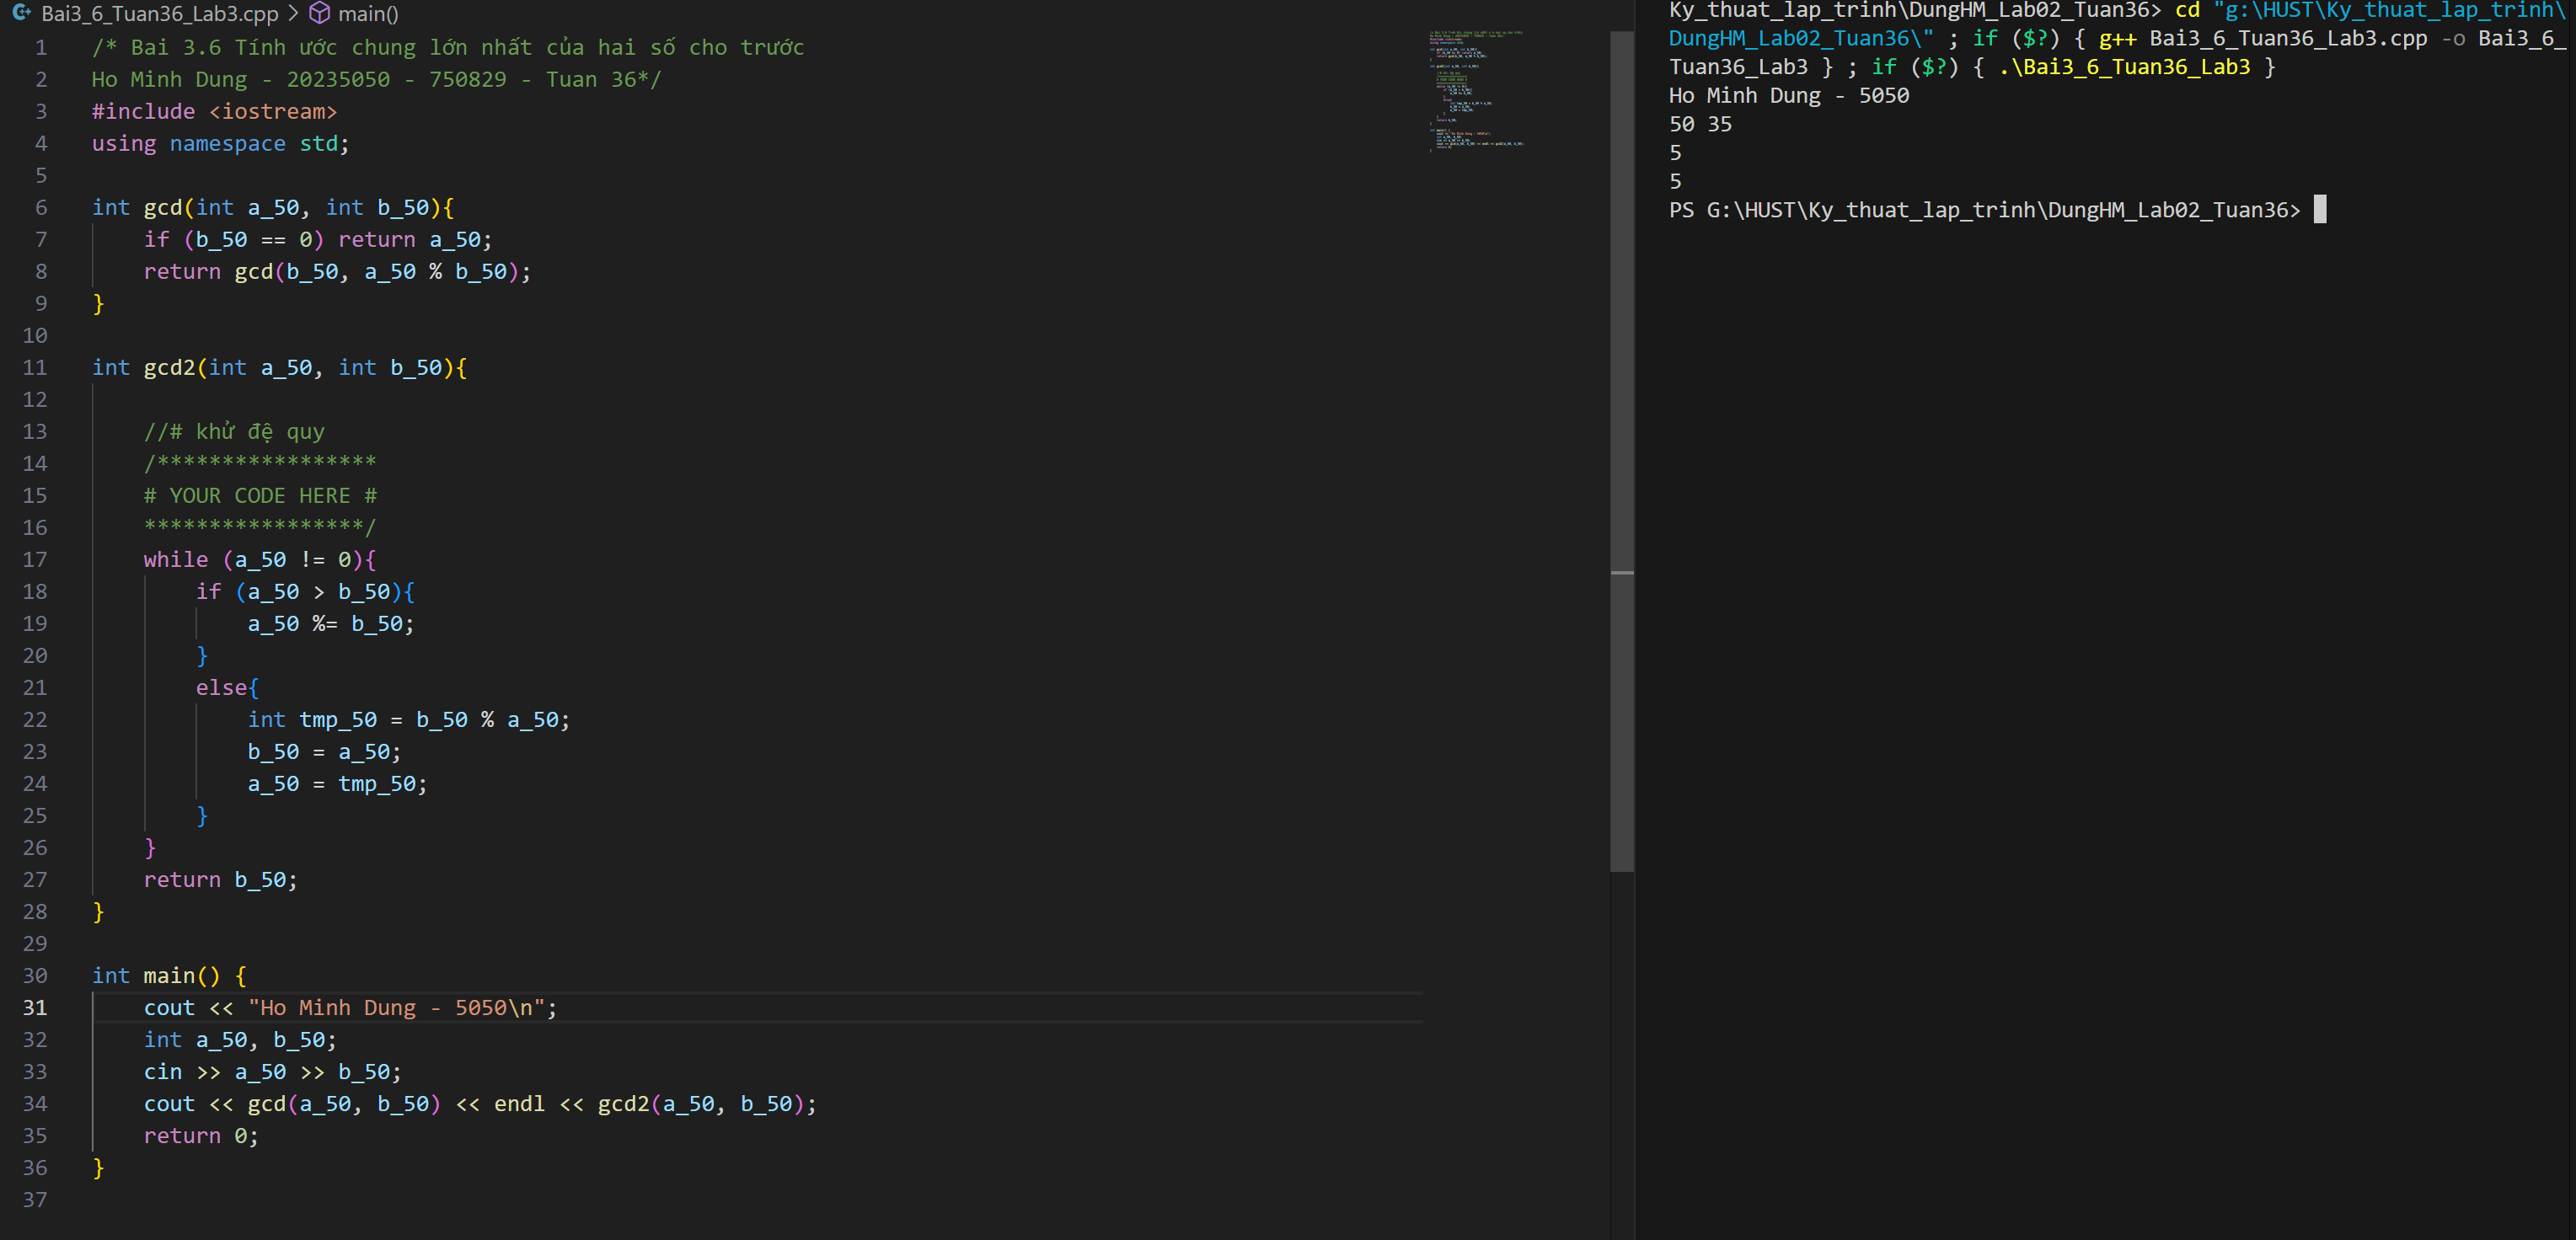 Bai3_6_Tuan36_Lab3.cpp > main()
1 /* Bai 3.6 Tính ước chung lớn nhất của hai số cho trước
2 Ho Minh Dung - 20235050 - 750829 - Tuan 36*/
3 #include <iostream>
4 using namespace std;
5
6 int gcd(int a_50, int b_50){
7 if (b_50 == 0) return a_50;
8 return gcd(b_50, a_50 % b_50);
9 }
10
11 int gcd2(int a_50, int b_50){
12
13 //# khử đệ quy
14 /*****************
15 # YOUR CODE HERE #
16 *****************/
17 while (a_50 != 0){
18 if (a_50 > b_50){
19 a_50 %= b_50;
20 }
21 else{
22 int tmp_50 = b_50 % a_50;
23 b_50 = a_50;
24 a_50 = tmp_50;
25 }
26 }
27 return b_50;
28 }
29
30 int main() {
31 cout << "Ho Minh Dung - 5050\n";
32 int a_50, b_50;
33 cin >> a_50 >> b_50;
34 cout << gcd(a_50, b_50) << endl << gcd2(a_50, b_50);
35 return 0;
36 }
37
Ky_thuat_lap_trinh\DungHM_Lab02_Tuan36> cd "g:\HUST\Ky_thuat_lap_trinh\
DungHM_Lab02_Tuan36\" ; if ($?) { g++ Bai3_6_Tuan36_Lab3.cpp -o Bai3_6_
Tuan36_Lab3 } ; if ($?) { .\Bai3_6_Tuan36_Lab3 }
Ho Minh Dung - 5050
50 35
5
5
PS G:\HUST\Ky_thuat_lap_trinh\DungHM_Lab02_Tuan36>